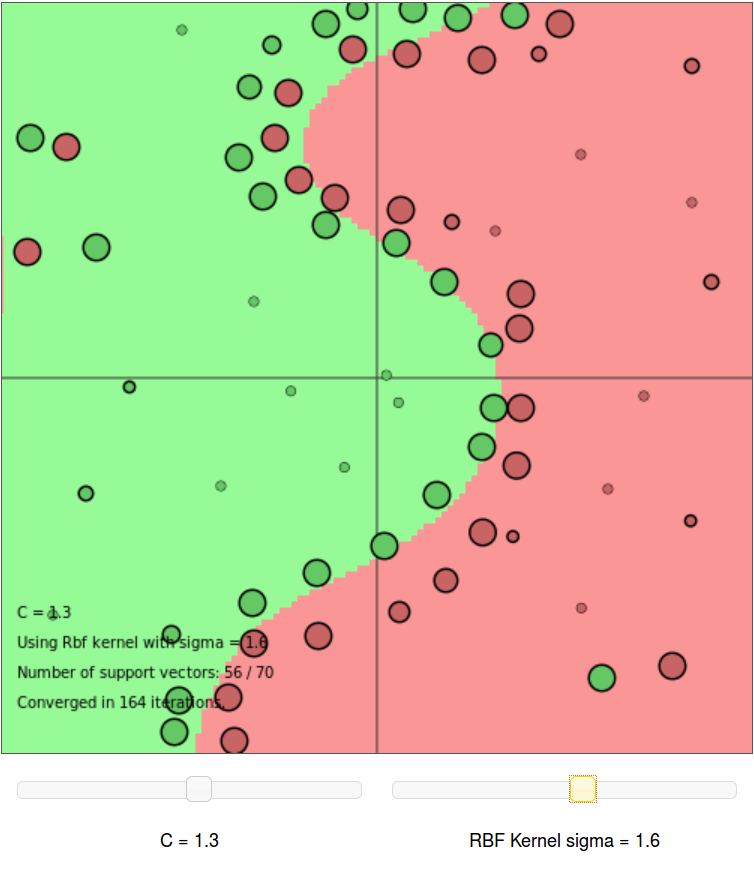 C = 1.3
Using Rbf kernel with sigma = 1.6
Number of support vectors: 56 / 70
Converged in 164 iterations.
C = 1.3
RBF Kernel sigma = 1.6